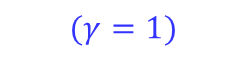 (γ = 1)